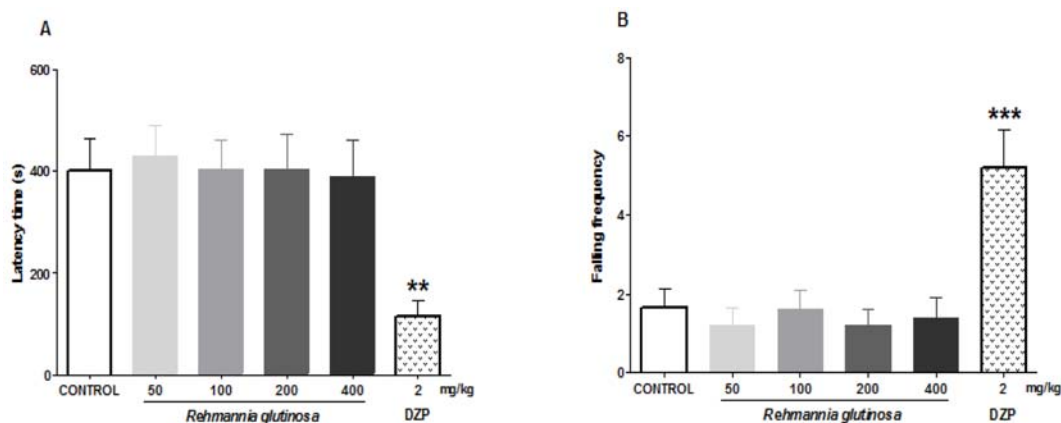 A
Latency time (s)
600
400
200
0
**
CONTROL 50 100 200 400 2 mg/kg
Rehmannia glutinosa DZP
B
Falling frequency
8
6
4
2
0
***
CONTROL 50 100 200 400 2 mg/kg
Rehmannia glutinosa DZP